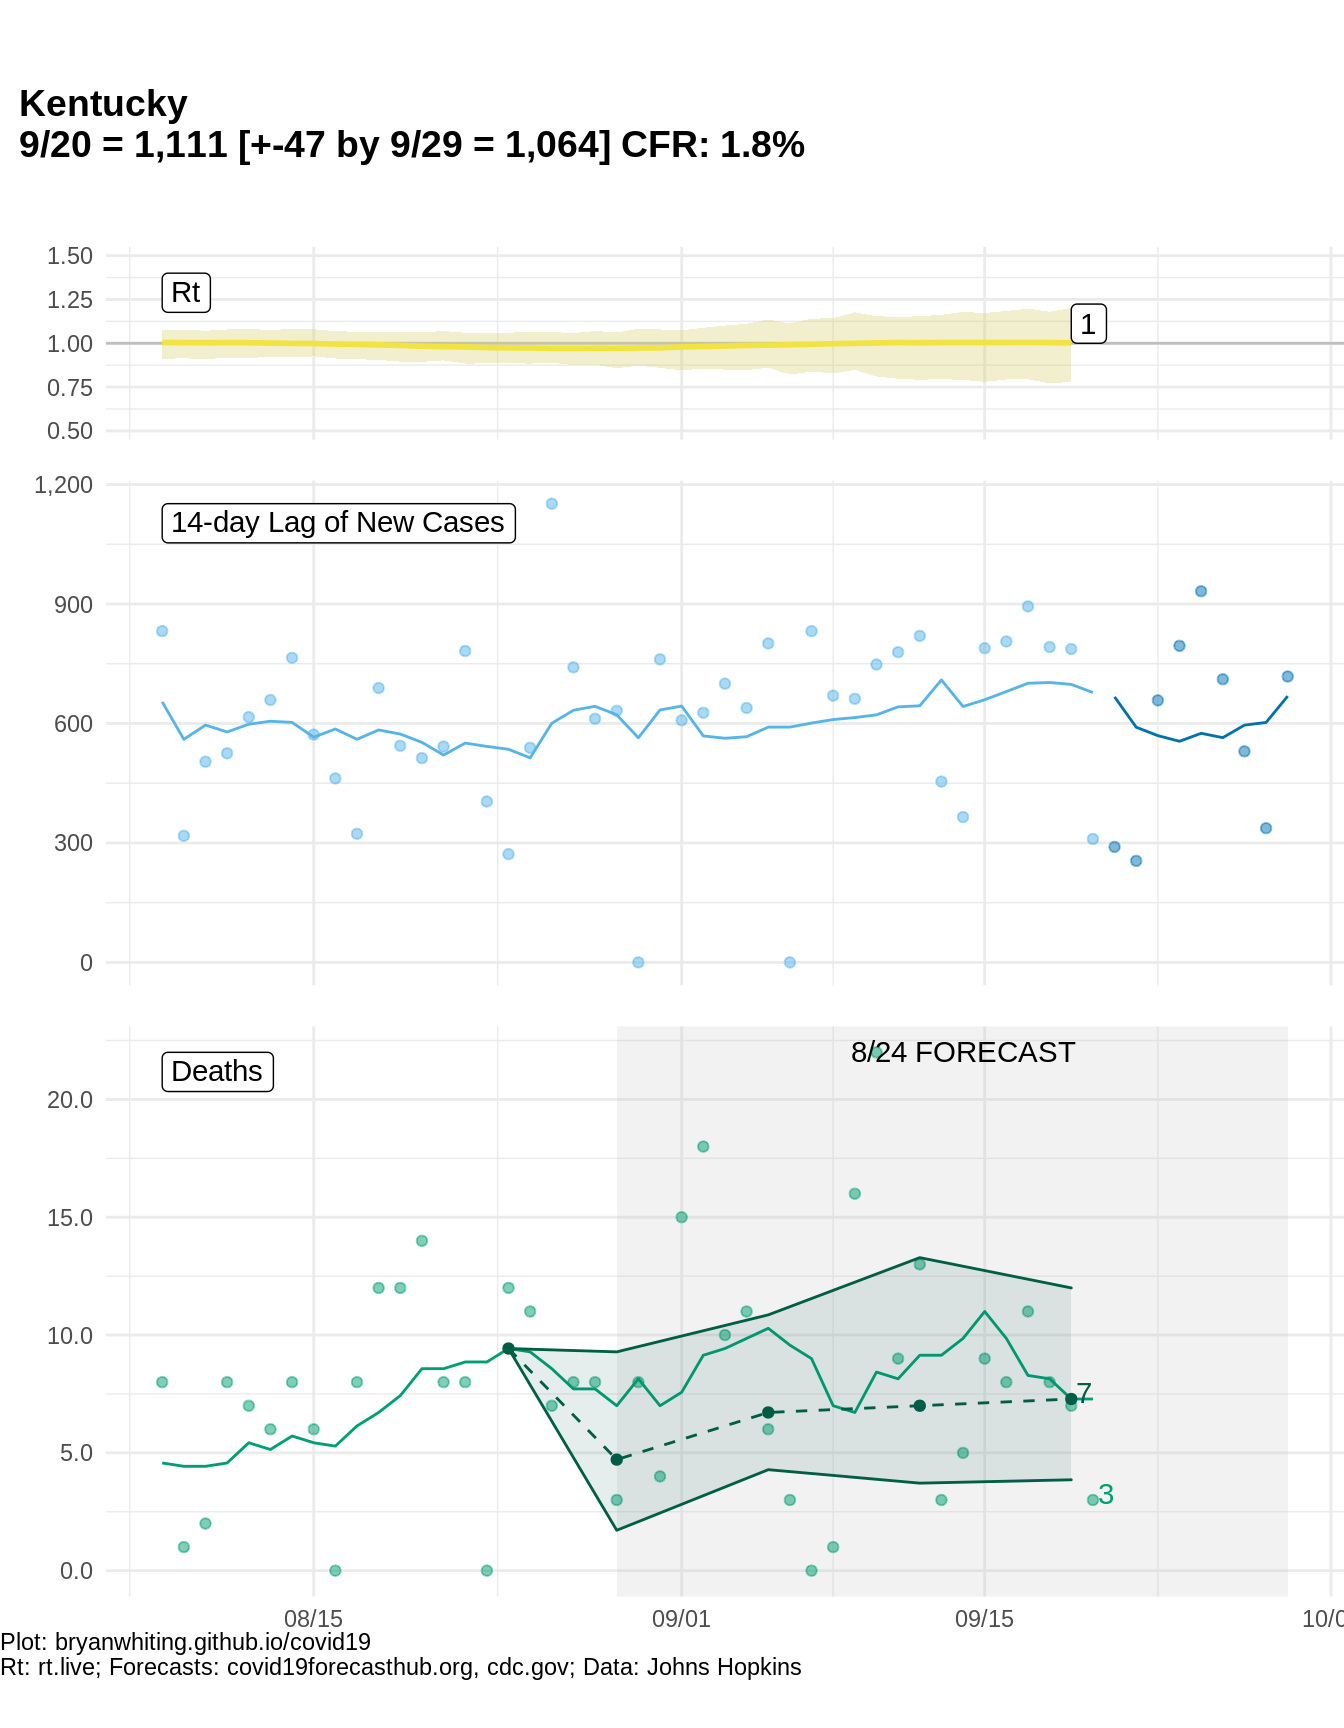 Kentucky
9/20 = 1,111 [+-47 by 9/29 = 1,064] CFR: 1.8%
1.50
Rt
1.25
1
1.00
0.75
0.50
1,200
14-day Lag of New Cases
900
600
300
0
8/24 FORECAST
Deaths
20.0
15.0
10.0
7
5.0
3
0.0
08/15 09/01 09/15 10/0
Plot: bryanwhiting.github.io/covid19
Rt: rt.live; Forecasts: covid19forecasthub.org, cdc.gov; Data: Johns Hopkins